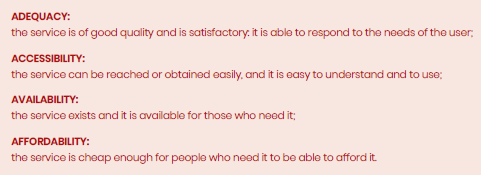 ADEQUACY:
the service is of good quality and is satisfactory: it is able to respond to the needs of the user;
ACCESSIBILITY:
the service can be reached or obtained easily, and it is easy to understand and to use;
AVAILABILITY:
the service exists and it is available for those who need it;
AFFORDABILITY:
the service is cheap enough for people who need it to be able to afford it.